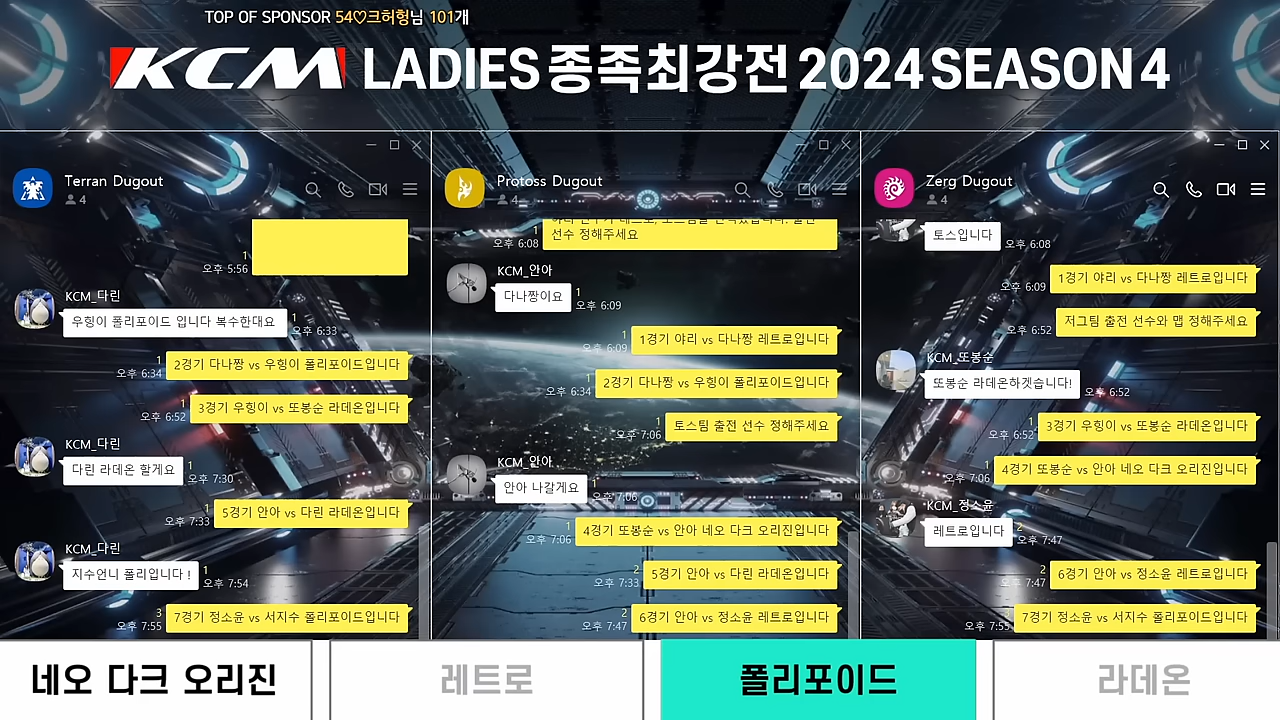 TOP OF SPONSOR 54♡크허형님 101개
KCM LADIES 종족최강전 2024 SEASON 4
Terran Dugout
4
1
오후 5:56
KCM_다린
우힝이 폴리포이드 입니다 복수한대요
1
오후 6:33
1
오후 6:34
2경기 다나짱 vs 우힝이 폴리포이드입니다
1
오후 6:52
3경기 우힝이 vs 또봉순 라데온입니다
KCM_다린
다린 라데온 할게요
1
오후 7:30
1
오후 7:33
5경기 안아 vs 다린 라데온입니다
KCM_다린
지수언니 폴리입니다 !
1
오후 7:54
3
오후 7:55
7경기 정소윤 vs 서지수 폴리포이드입니다
Protoss Dugout
4
1
오후 6:08
선수 정해주세요
KCM_안아
다나짱이요
1
오후 6:09
1
오후 6:09
1경기 야리 vs 다나짱 레트로입니다
1
오후 6:34
2경기 다나짱 vs 우힝이 폴리포이드입니다
1
오후 7:06
토스팀 출전 선수 정해주세요
KCM_안아
안아 나갈게요
1
오후 7:06
1
오후 7:06
4경기 또봉순 vs 안아 네오 다크 오리진입니다
2
오후 7:33
5경기 안아 vs 다린 라데온입니다
2
오후 7:47
6경기 안아 vs 정소윤 레트로입니다
Zerg Dugout
4
토스입니다
오후 6:08
1
오후 6:09
1경기 야리 vs 다나짱 레트로입니다
1
오후 6:52
저그팀 출전 선수와 맵 정해주세요
KCM_또봉순
또봉순 라데온하겟습니다!
1
오후 6:52
1
오후 6:52
3경기 우힝이 vs 또봉순 라데온입니다
1
오후 7:06
4경기 또봉순 vs 안아 네오 다크 오리진입니다
KCM_정소윤
레트로입니다
2
오후 7:47
2
오후 7:47
6경기 안아 vs 정소윤 레트로입니다
오후 7:55
7경기 정소윤 vs 서지수 폴리포이드입니다
네오 다크 오리진
레트로
폴리포이드
라데온